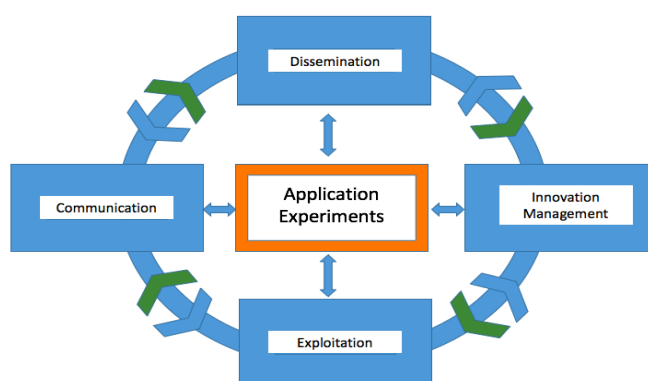 Dissemination
Communication
Application
Experiments
Innovation
Management
Exploitation